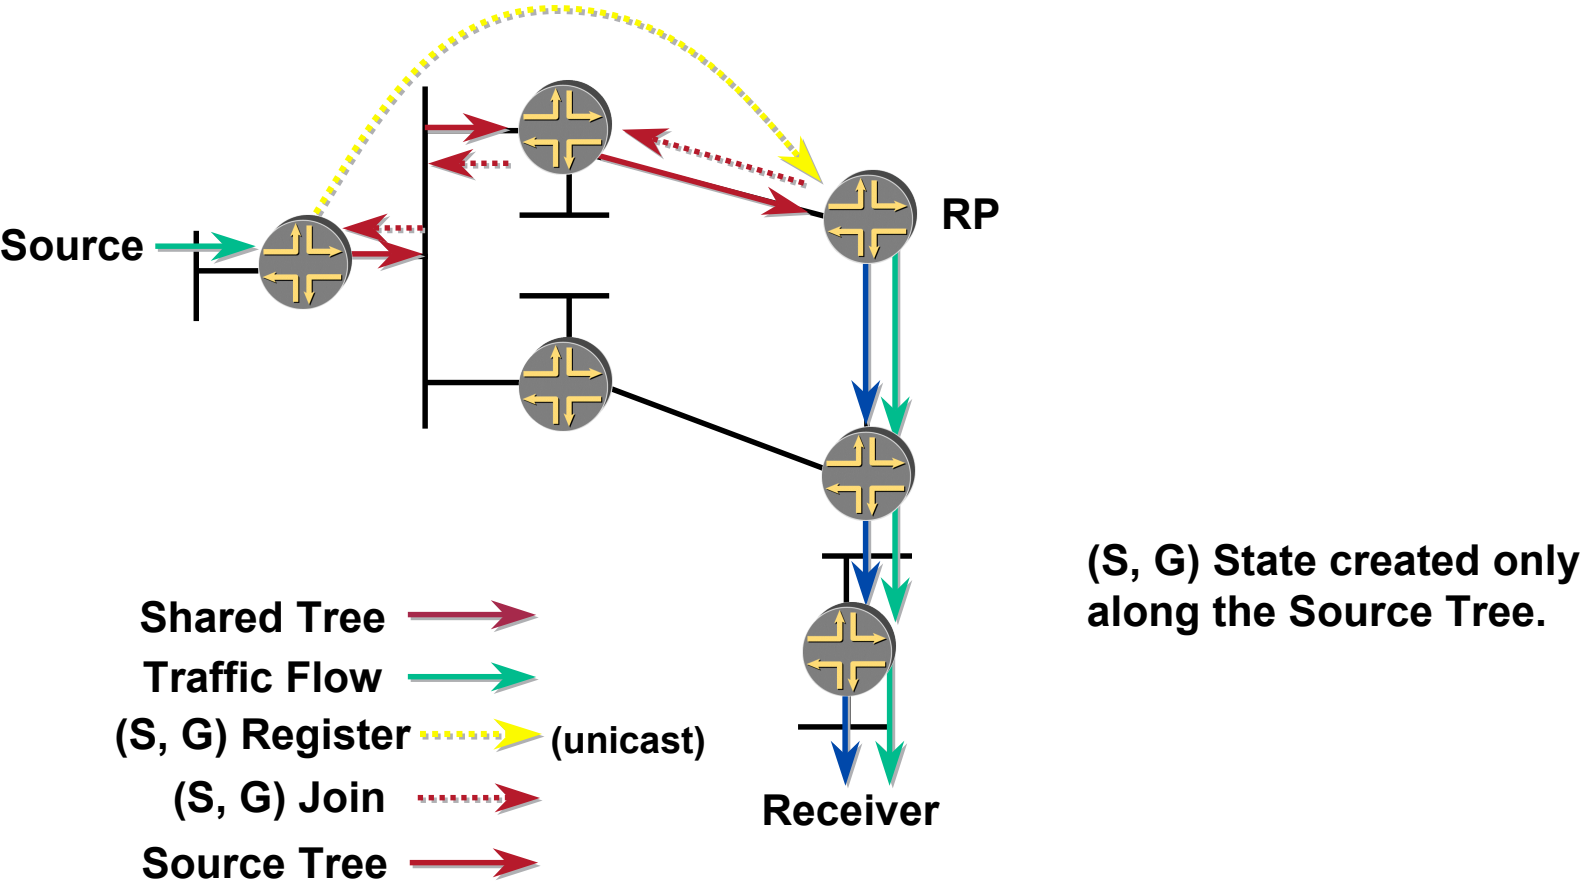 Source
RP
(S, G) State created only
along the Source Tree.
Shared Tree
Traffic Flow
(S, G) Register
(unicast)
(S, G) Join
Source Tree
Receiver